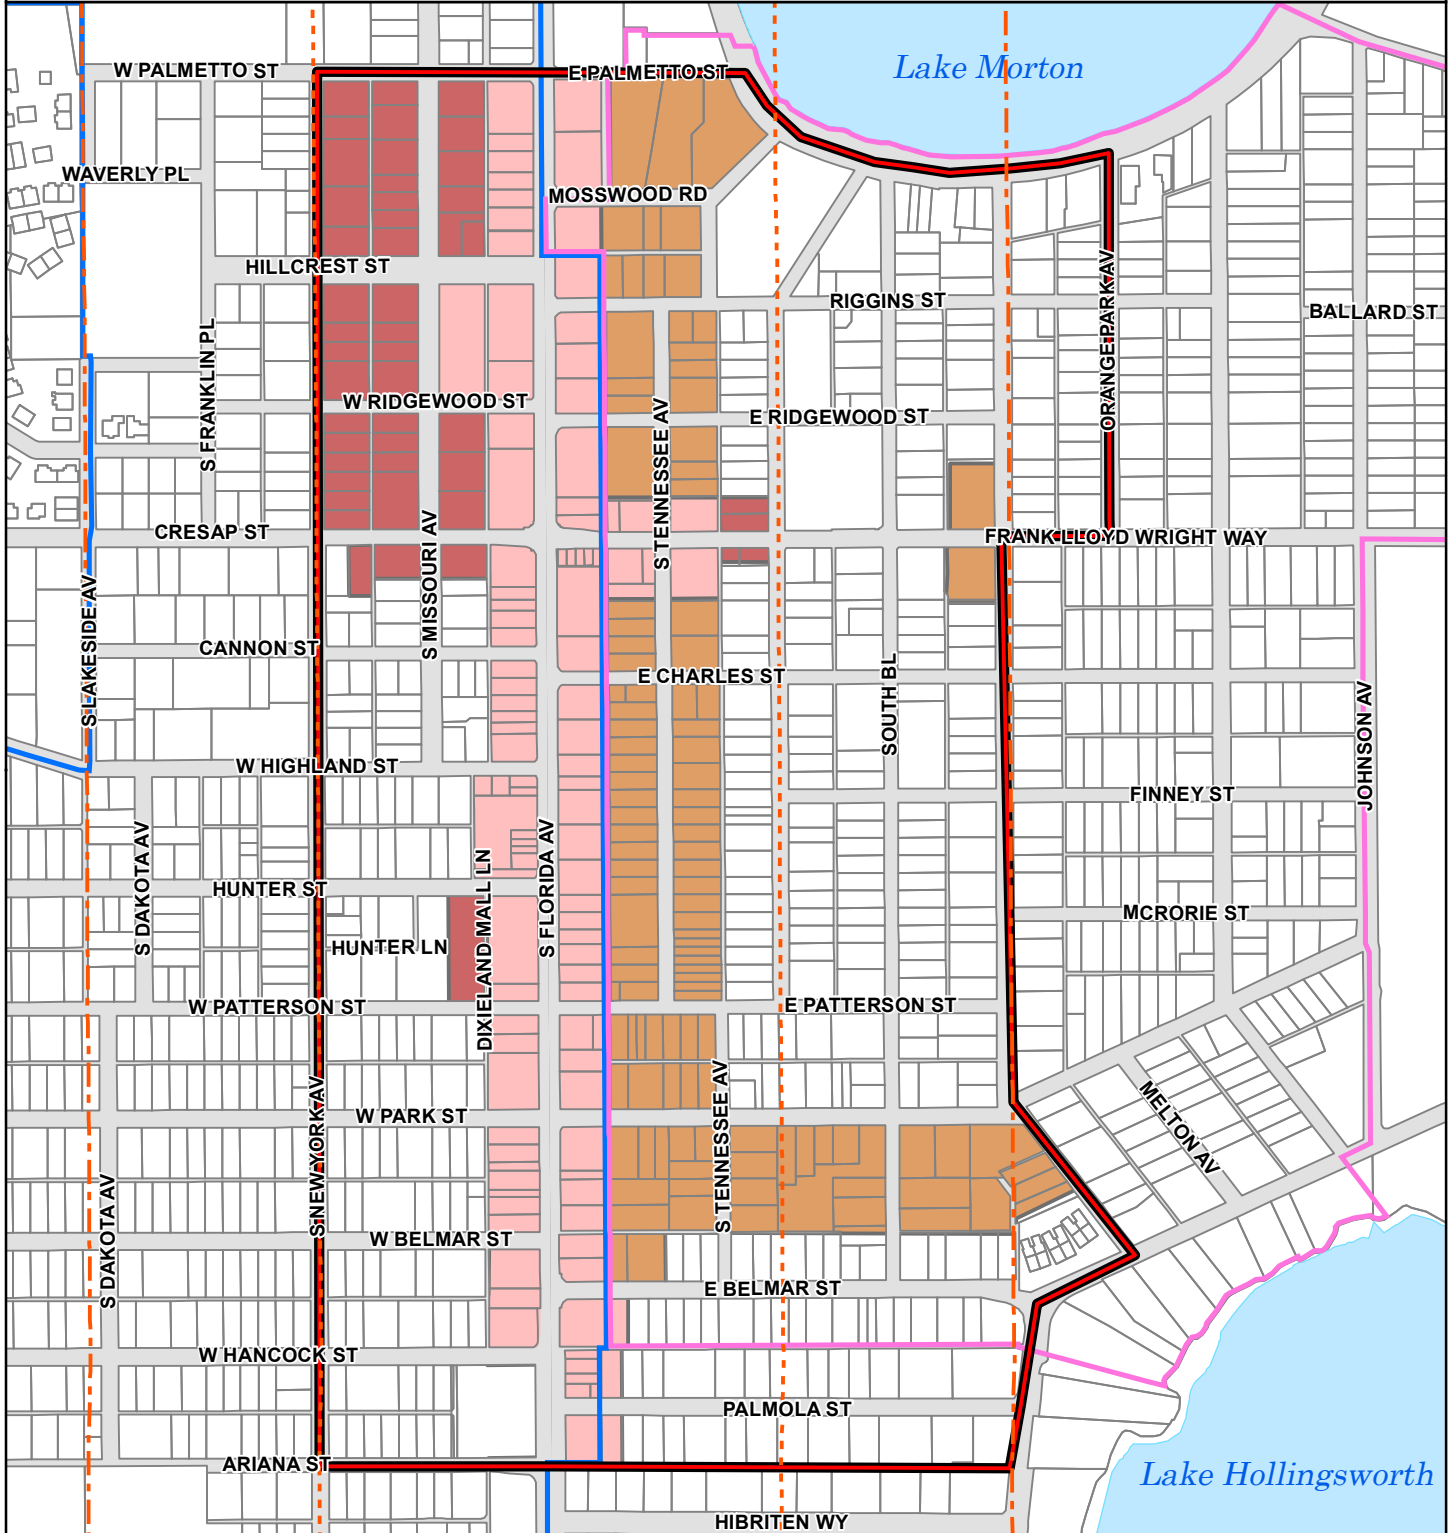 Lake Morton
W PALMETTO ST
E PALMETTO ST
WAVERLY PL
MOSSWOOD RD
HILLCREST ST
RIGGINS ST
BALLARD ST
S FRANKLIN PL
ORANGE PARK AV
W RIDGEWOOD ST
E RIDGEWOOD ST
S TENNESSEE AV
CRESAP ST
S MISSOURI AV
FRANK LLOYD WRIGHT WAY
S LAKESIDE AV
CANNON ST
E CHARLES ST
SOUTH BL
JOHNSON AV
W HIGHLAND ST
FINNEY ST
S DAKOTA AV
HUNTER ST
DIXIELAND MALL LN
S FLORIDA AV
MCRORIE ST
HUNTER LN
W PATTERSON ST
E PATTERSON ST
S NEW YORK AV
W PARK ST
S TENNESSEE AV
MELTON AV
S DAKOTA AV
W BELMAR ST
E BELMAR ST
W HANCOCK ST
PALMOLA ST
ARIANA ST
Lake Hollingsworth
HIBRITEN WY